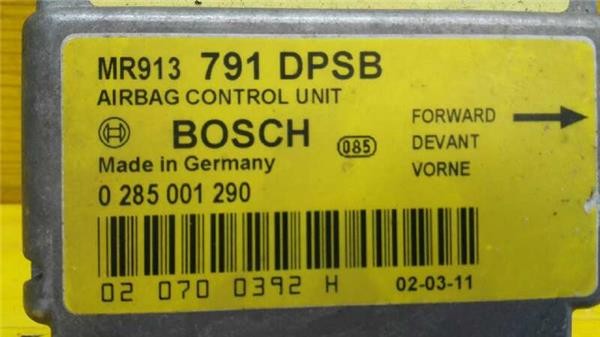 MR913 791 DPSB
AIRBAG CONTROL UNIT
BOSCH 085
Made in Germany
0 285 001 290
FORWARD
DEVANT
VORNE
02 070 0392 H 02-03-11